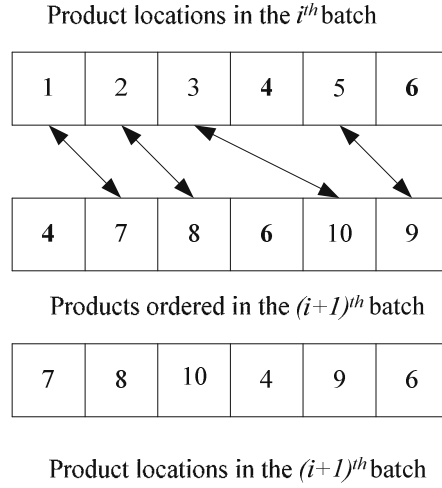 Product locations in the i^th batch
1 2 3 4 5 6
4 7 8 6 10 9
Products ordered in the (i+1)^th batch
7 8 10 4 9 6
Product locations in the (i+1)^th batch